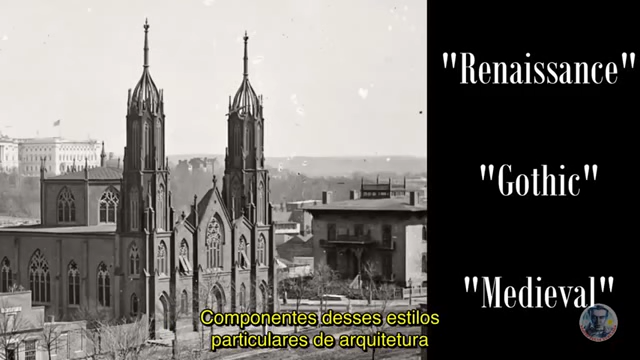 "Renaissance"
"Gothic"
"Medieval"
Componentes desses estilos
particulares de arquitetura